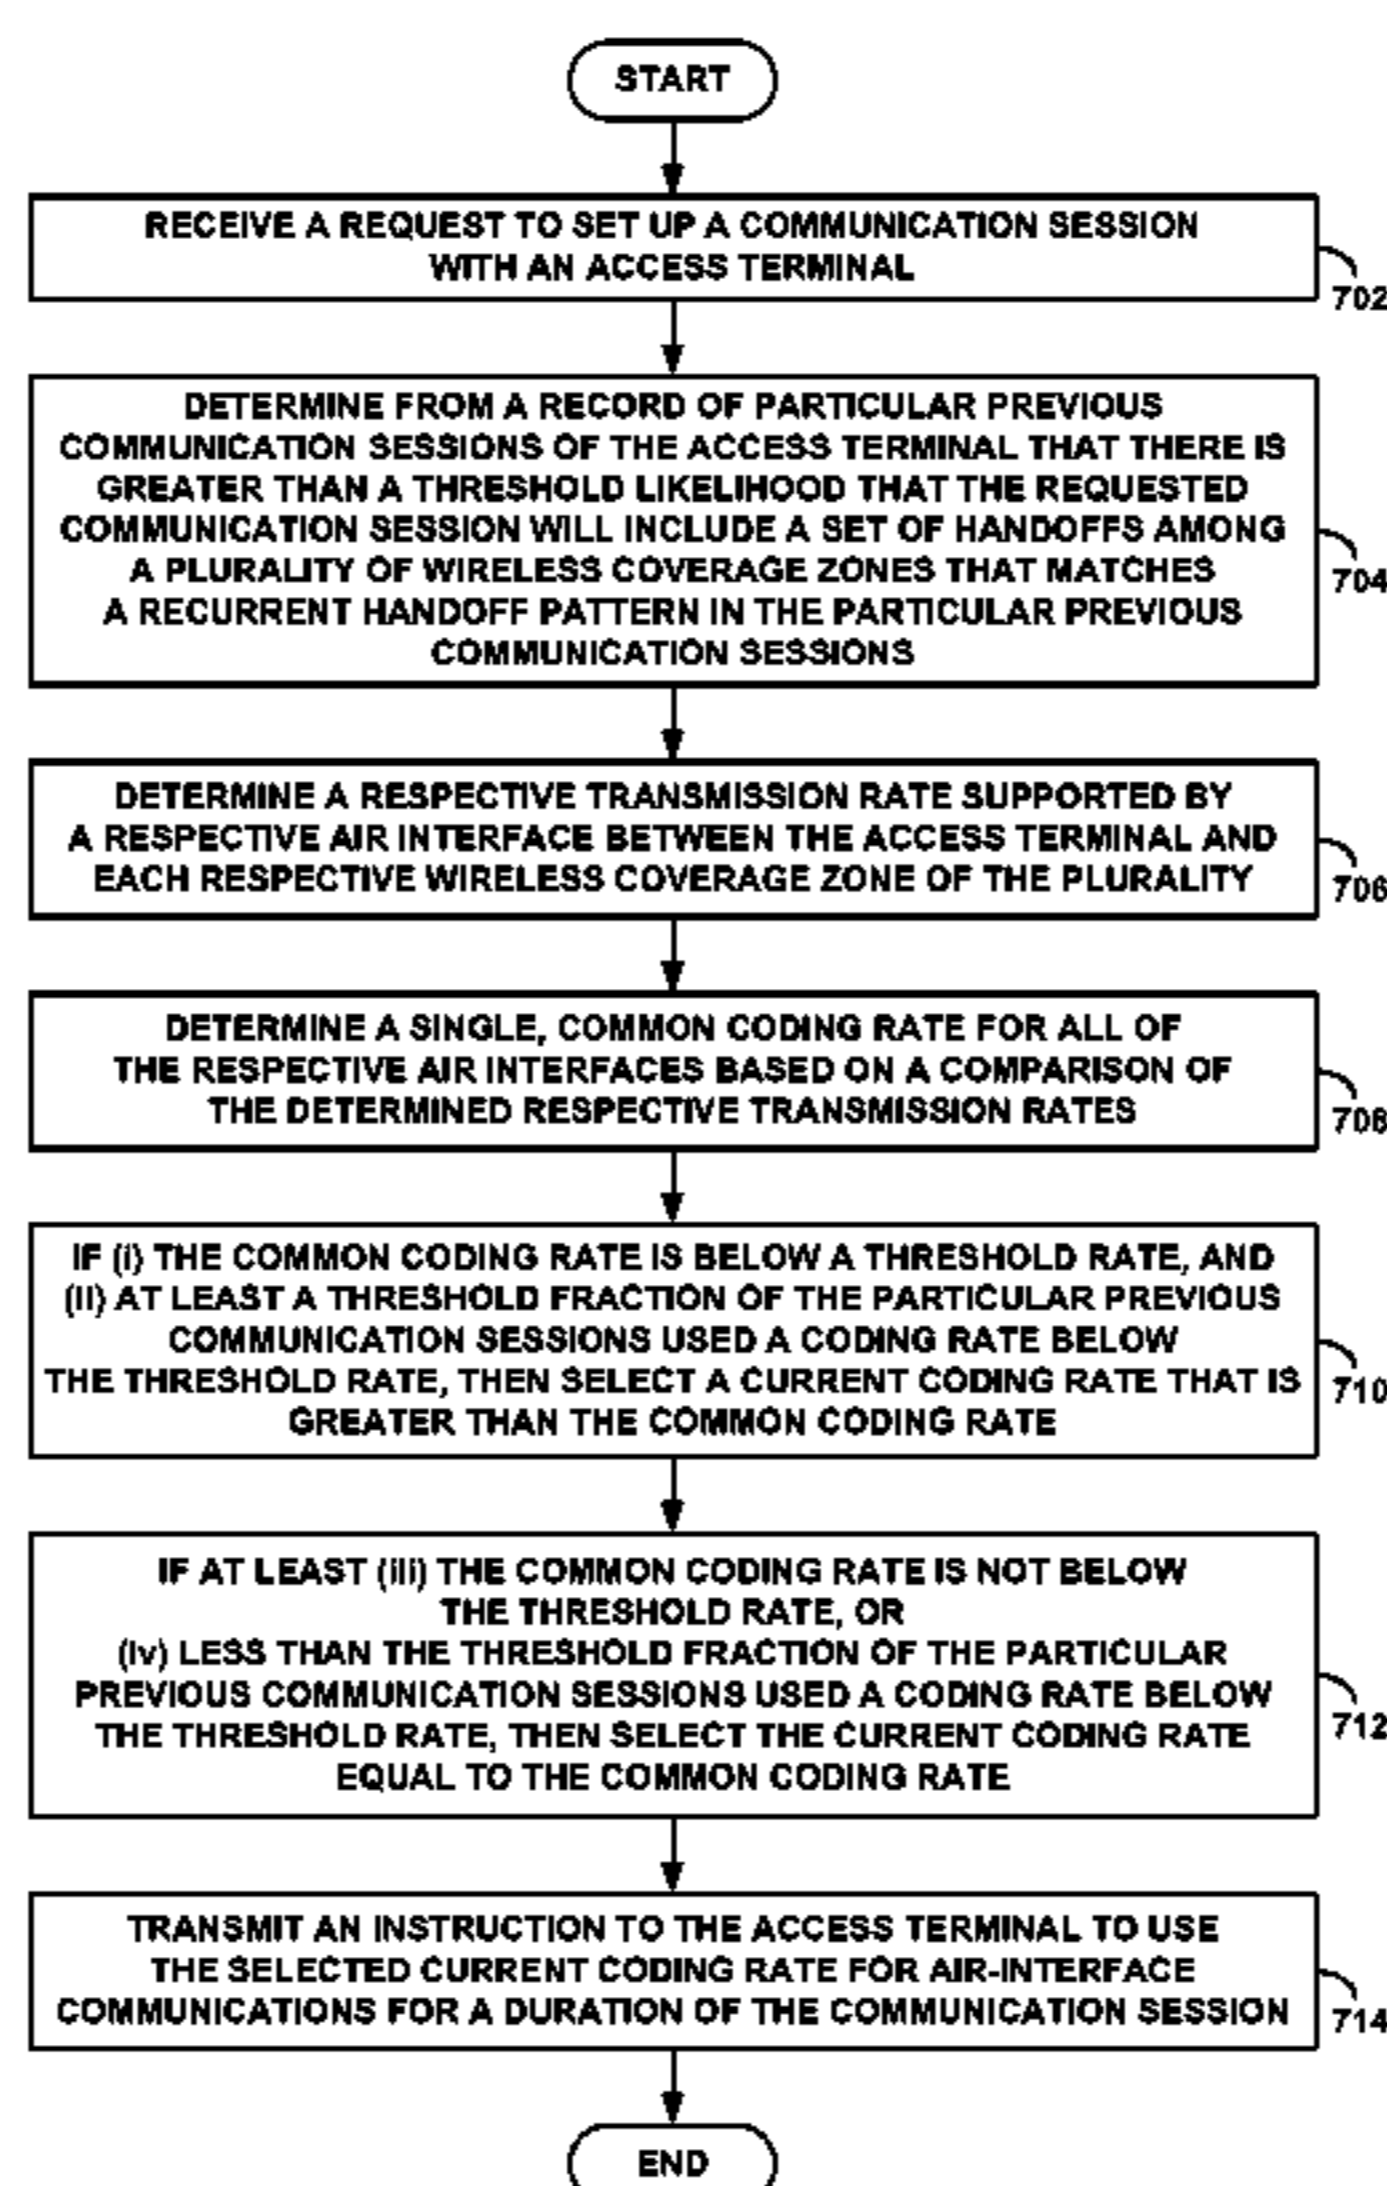 START
RECEIVE A REQUEST TO SET UP A COMMUNICATION SESSION
WITH AN ACCESS TERMINAL
702
DETERMINE FROM A RECORD OF PARTICULAR PREVIOUS
COMMUNICATION SESSIONS OF THE ACCESS TERMINAL THAT THERE IS
GREATER THAN A THRESHOLD LIKELIHOOD THAT THE REQUESTED
COMMUNICATION SESSION WILL INCLUDE A SET OF HANDOFFS AMONG
A PLURALITY OF WIRELESS COVERAGE ZONES THAT MATCHES
A RECURRENT HANDOFF PATTERN IN THE PARTICULAR PREVIOUS
COMMUNICATION SESSIONS
704
DETERMINE A RESPECTIVE TRANSMISSION RATE SUPPORTED BY
A RESPECTIVE AIR INTERFACE BETWEEN THE ACCESS TERMINAL AND
EACH RESPECTIVE WIRELESS COVERAGE ZONE OF THE PLURALITY
706
DETERMINE A SINGLE, COMMON CODING RATE FOR ALL OF
THE RESPECTIVE AIR INTERFACES BASED ON A COMPARISON OF
THE DETERMINED RESPECTIVE TRANSMISSION RATES
708
IF (i) THE COMMON CODING RATE IS BELOW A THRESHOLD RATE, AND
(ii) AT LEAST A THRESHOLD FRACTION OF THE PARTICULAR PREVIOUS
COMMUNICATION SESSIONS USED A CODING RATE BELOW
THE THRESHOLD RATE, THEN SELECT A CURRENT CODING RATE THAT IS
GREATER THAN THE COMMON CODING RATE
710
IF AT LEAST (iii) THE COMMON CODING RATE IS NOT BELOW
THE THRESHOLD RATE, OR
(iv) LESS THAN THE THRESHOLD FRACTION OF THE PARTICULAR
PREVIOUS COMMUNICATION SESSIONS USED A CODING RATE BELOW
THE THRESHOLD RATE, THEN SELECT THE CURRENT CODING RATE
EQUAL TO THE COMMON CODING RATE
712
TRANSMIT AN INSTRUCTION TO THE ACCESS TERMINAL TO USE
THE SELECTED CURRENT CODING RATE FOR AIR-INTERFACE
COMMUNICATIONS FOR A DURATION OF THE COMMUNICATION SESSION
714
END